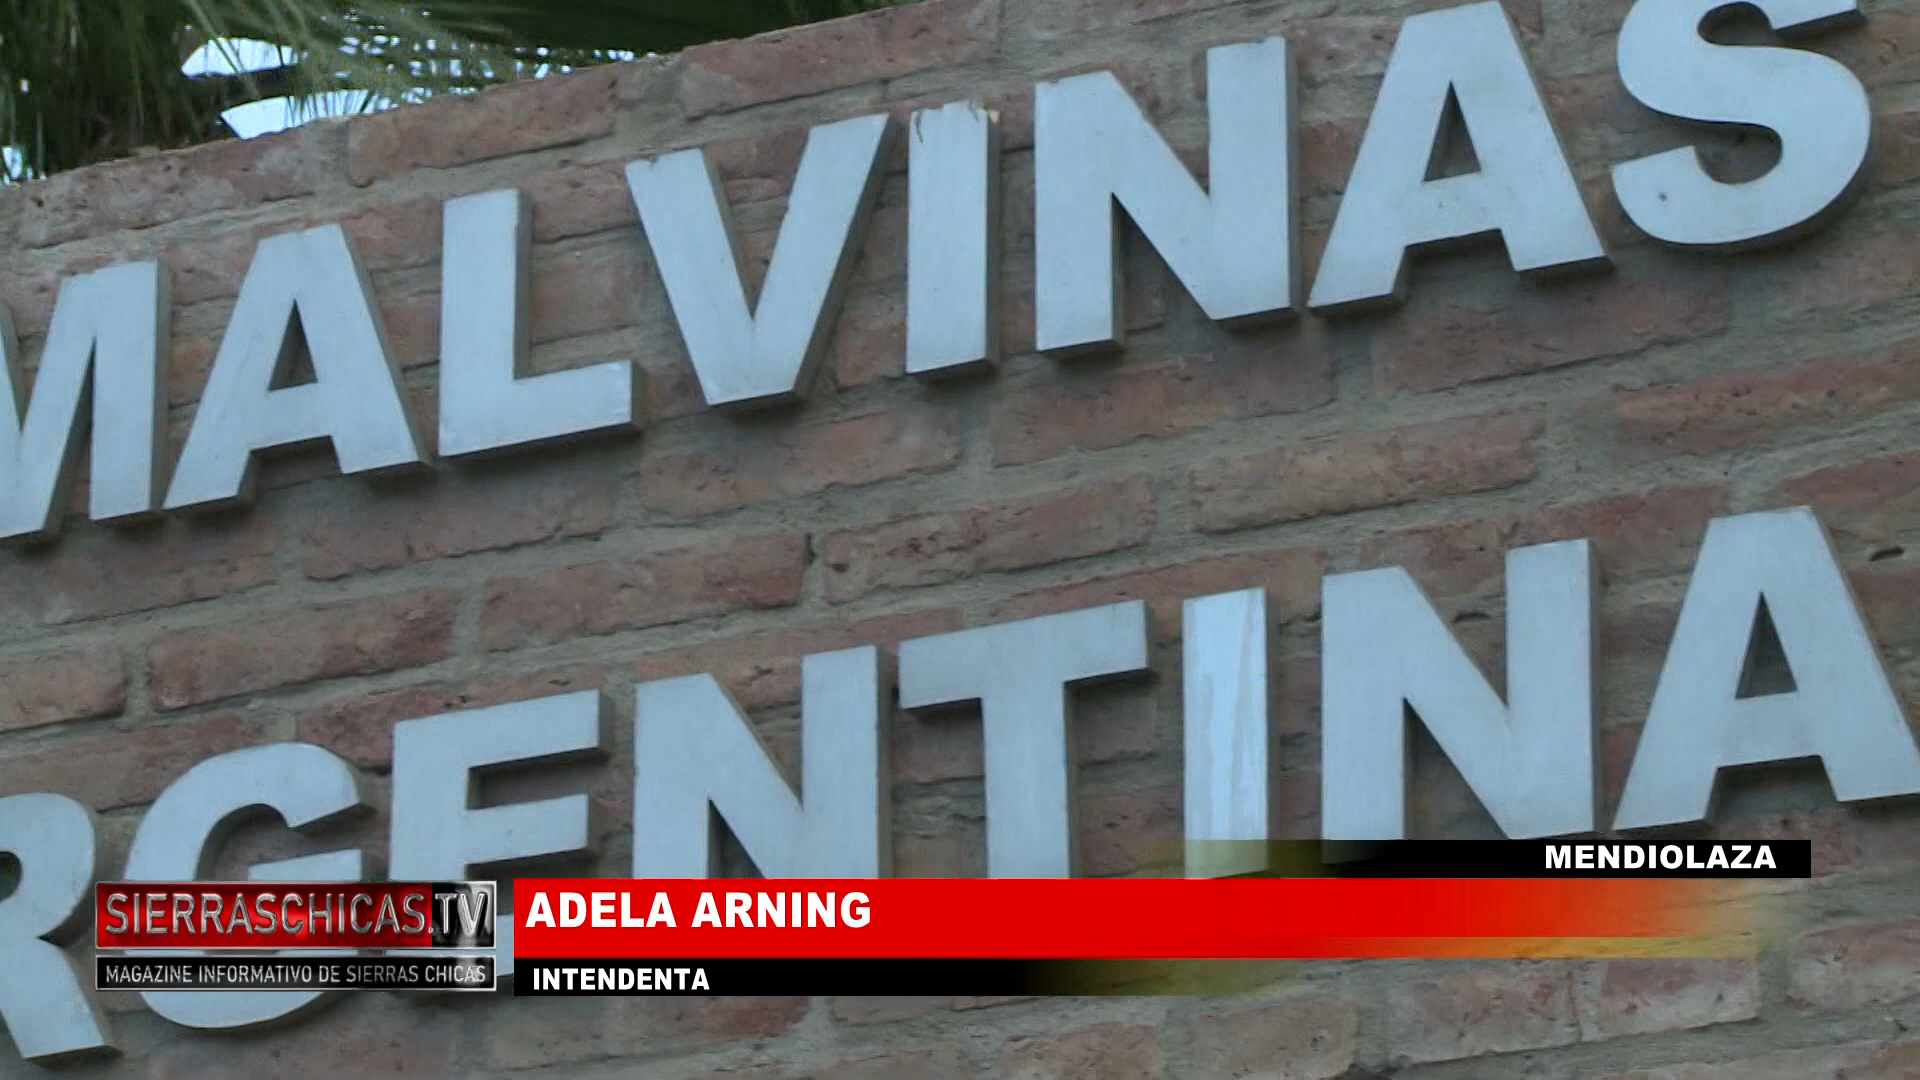 MALVINAS
RGENTINA
MENDIOLAZA
SIERRASCHICAS.TV
ADELA ARNING
MAGAZINE INFORMATIVO DE SIERRAS CHICAS
INTENDENTA